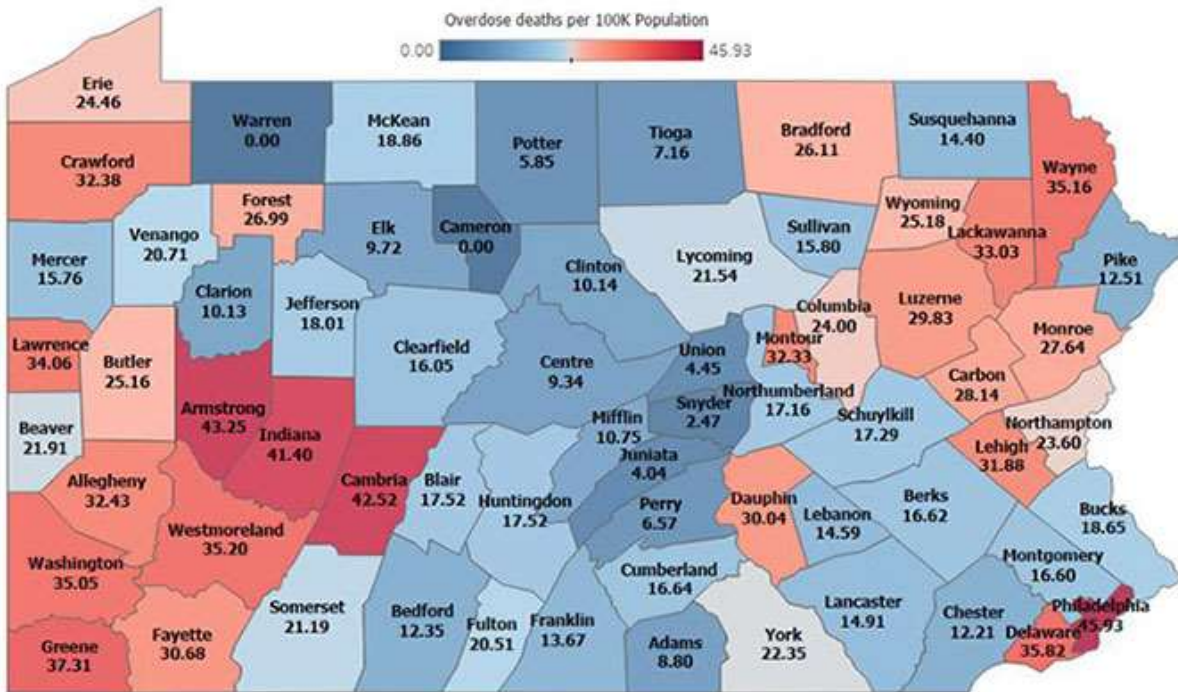 Overdose deaths per 100K Population
0.00 45.93
Erie
24.46
Warren
0.00
McKean
18.86
Potter
5.85
Tioga
7.16
Bradford
26.11
Susquehanna
14.40
Crawford
32.38
Wayne
35.16
Forest
26.99
Wyoming
25.18
Lackawanna
33.03
Elk
9.72
Cameron
0.00
Sullivan
15.80
Venango
20.71
Mercer
15.76
Lycoming
21.54
Pike
12.51
Clinton
10.14
Clarion
10.13
Jefferson
18.01
Columbia
24.00
Luzerne
29.83
Monroe
27.64
Lawrence
34.06
Butler
25.16
Clearfield
16.05
Centre
9.34
Union
4.45
Montour
32.33
Carbon
28.14
Northumberland
17.16
Snyder
2.47
Armstrong
43.25
Mifflin
10.75
Schuylkill
17.29
Northampton
23.60
Beaver
21.91
Indiana
41.40
Juniata
4.04
Lehigh
31.88
Allegheny
32.43
Cambria
42.52
Blair
17.52
Huntingdon
17.52
Perry
6.57
Dauphin
30.04
Lebanon
14.59
Berks
16.62
Bucks
18.65
Westmoreland
35.20
Washington
35.05
Cumberland
16.64
Montgomery
16.60
Somerset
21.19
Bedford
12.35
Fulton
20.51
Franklin
13.67
Lancaster
14.91
Chester
12.21
Philadelphia
45.93
Delaware
35.82
Greene
37.31
Fayette
30.68
Adams
8.80
York
22.35